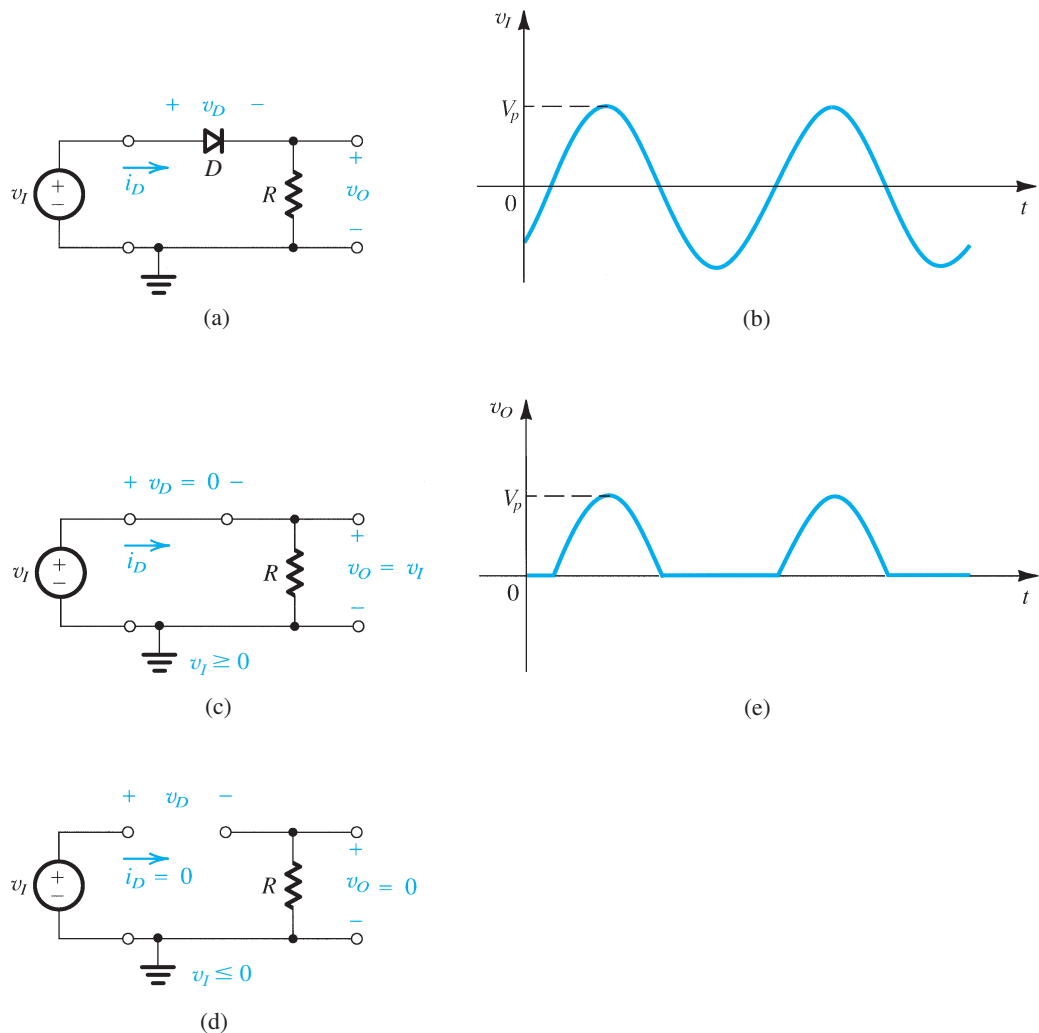 + v_D −
v_I
+
−
i_D
D
R
+
v_O
−
(a)
v_I
V_p
0
t
(b)
+ v_D = 0 −
v_I
+
−
i_D
R
+
v_O = v_I
−
v_I ≥ 0
(c)
v_O
V_p
0
t
(e)
+ v_D −
v_I
+
−
i_D = 0
R
+
v_O = 0
−
v_I ≤ 0
(d)